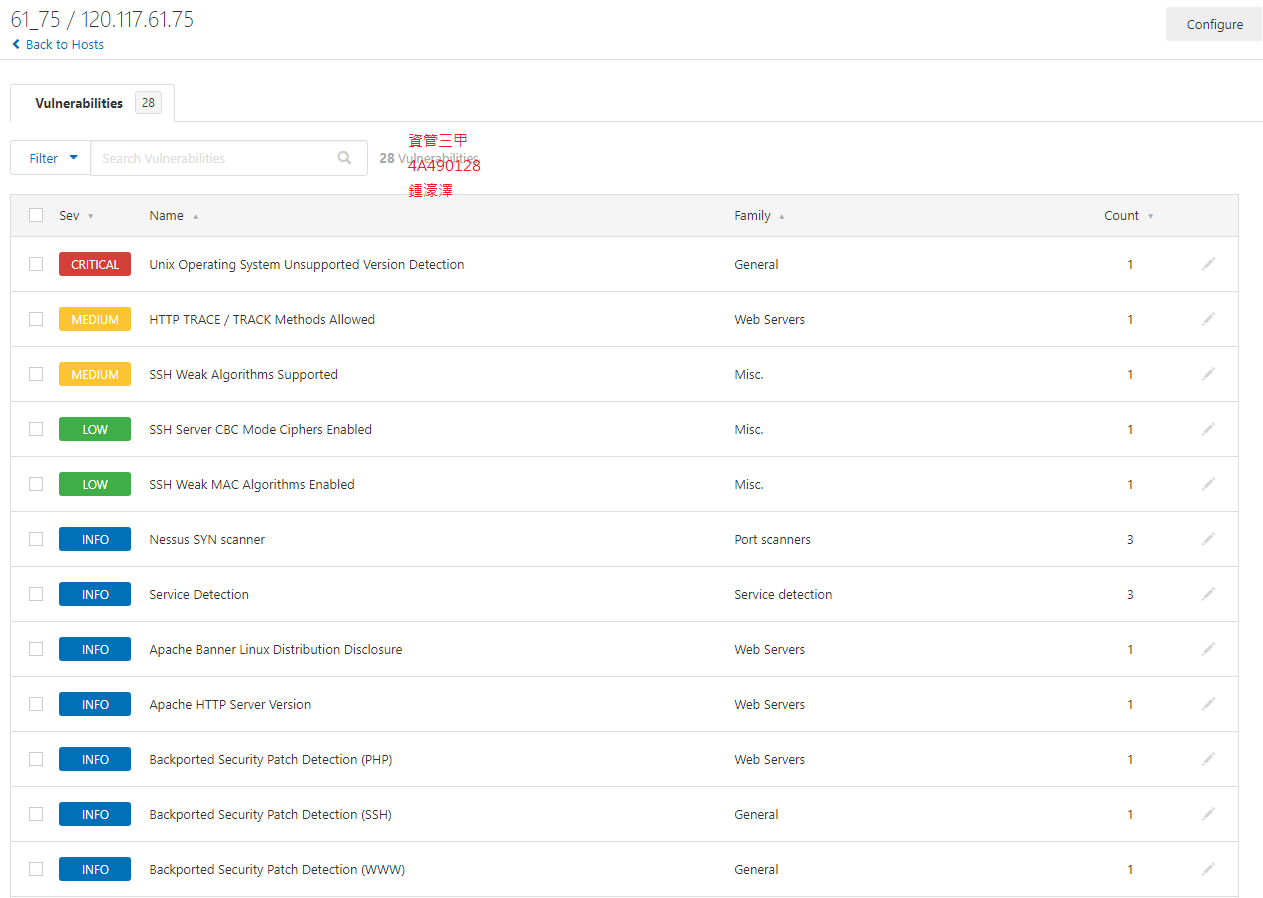 61_75 / 120.117.61.75
Configure
Back to Hosts
Vulnerabilities 28
資管三甲
Filter Search Vulnerabilities 28 Vulnerabilities
4A490128
鍾濠澤
Sev Name Family Count
CRITICAL Unix Operating System Unsupported Version Detection General 1
MEDIUM HTTP TRACE / TRACK Methods Allowed Web Servers 1
MEDIUM SSH Weak Algorithms Supported Misc. 1
LOW SSH Server CBC Mode Ciphers Enabled Misc. 1
LOW SSH Weak MAC Algorithms Enabled Misc. 1
INFO Nessus SYN scanner Port scanners 3
INFO Service Detection Service detection 3
INFO Apache Banner Linux Distribution Disclosure Web Servers 1
INFO Apache HTTP Server Version Web Servers 1
INFO Backported Security Patch Detection (PHP) Web Servers 1
INFO Backported Security Patch Detection (SSH) General 1
INFO Backported Security Patch Detection (WWW) General 1